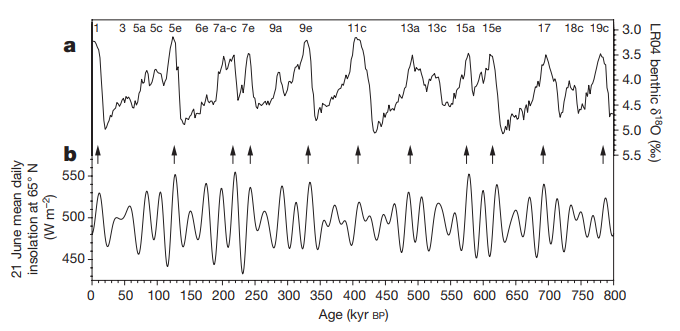 1 3 5a 5c 5e 6e 7a-c 7e 9a 9e 11c 13a 13c 15a 15e 17 18c 19c
a
3.0
3.5
4.0
4.5
5.0
5.5
LR04 benthic δ¹⁸O (‰)
b
550
500
450
21 June mean daily
insolation at 65° N
(W m⁻²)
0 50 100 150 200 250 300 350 400 450 500 550 600 650 700 750 800
Age (kyr BP)